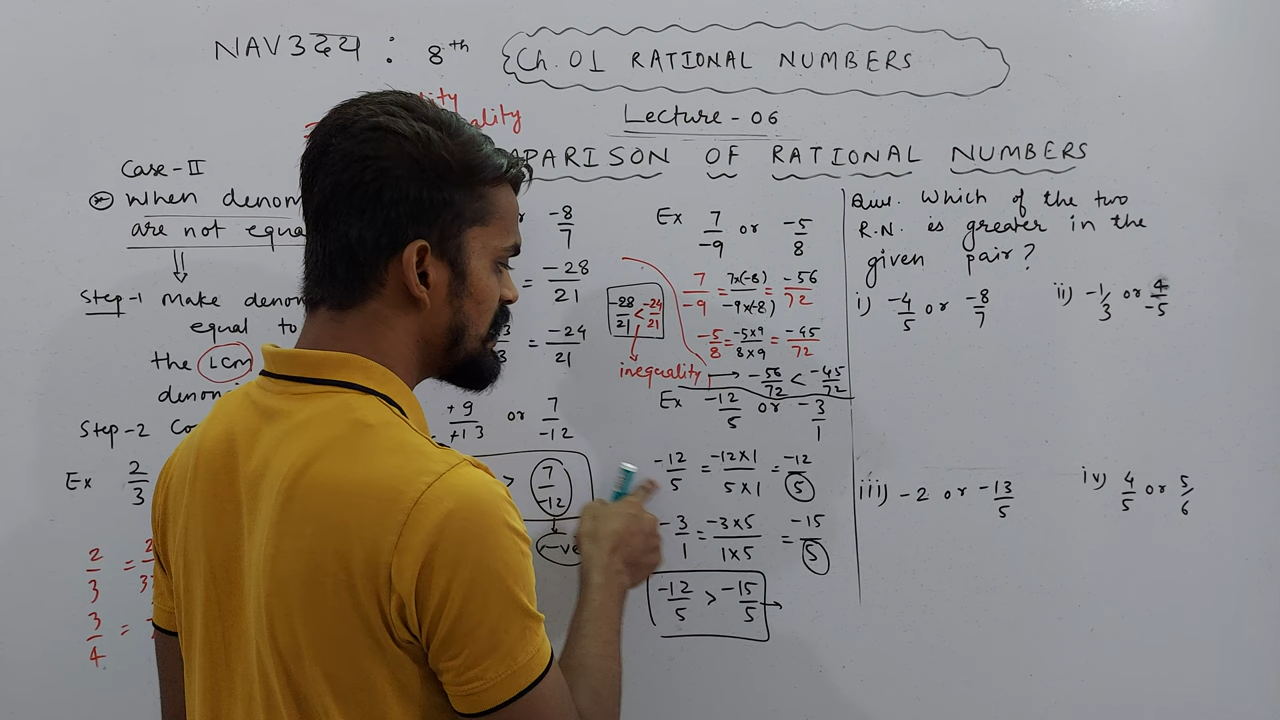 NAV3ददय : 8th
Ch. 01 RATIONAL NUMBERS
Lecture - 06
OF RATIONAL NUMBERS
Case-II
When
are not
Step-1 Make
equal to
the LCM
Step-2
Ex 2/3
2/3 =
3/4 =
-8/7
= -28/21
= -24/21
+9/+13 or 7/-12
> 7/-12
-ve
-28/21 < -24/21
inequality
Ex 7/-9 or -5/8
7/-9 = 7×(-8)/-9×(-8) = -56/72
-5/8 = -5×9/8×9 = -45/72
→ -56/72 < -45/72
Ex -12/5 or -3/1
-12/5 = -12×1/5×1 = -12/5
-3/1 = -3×5/1×5 = -15/5
-12/5 > -15/5 →
Ques. Which of the two
R.N. is greater in the
given pair?
i) -4/5 or -8/7 ii) -1/3 or 4/-5
iii) -2 or -13/5 iv) 4/5 or 5/6